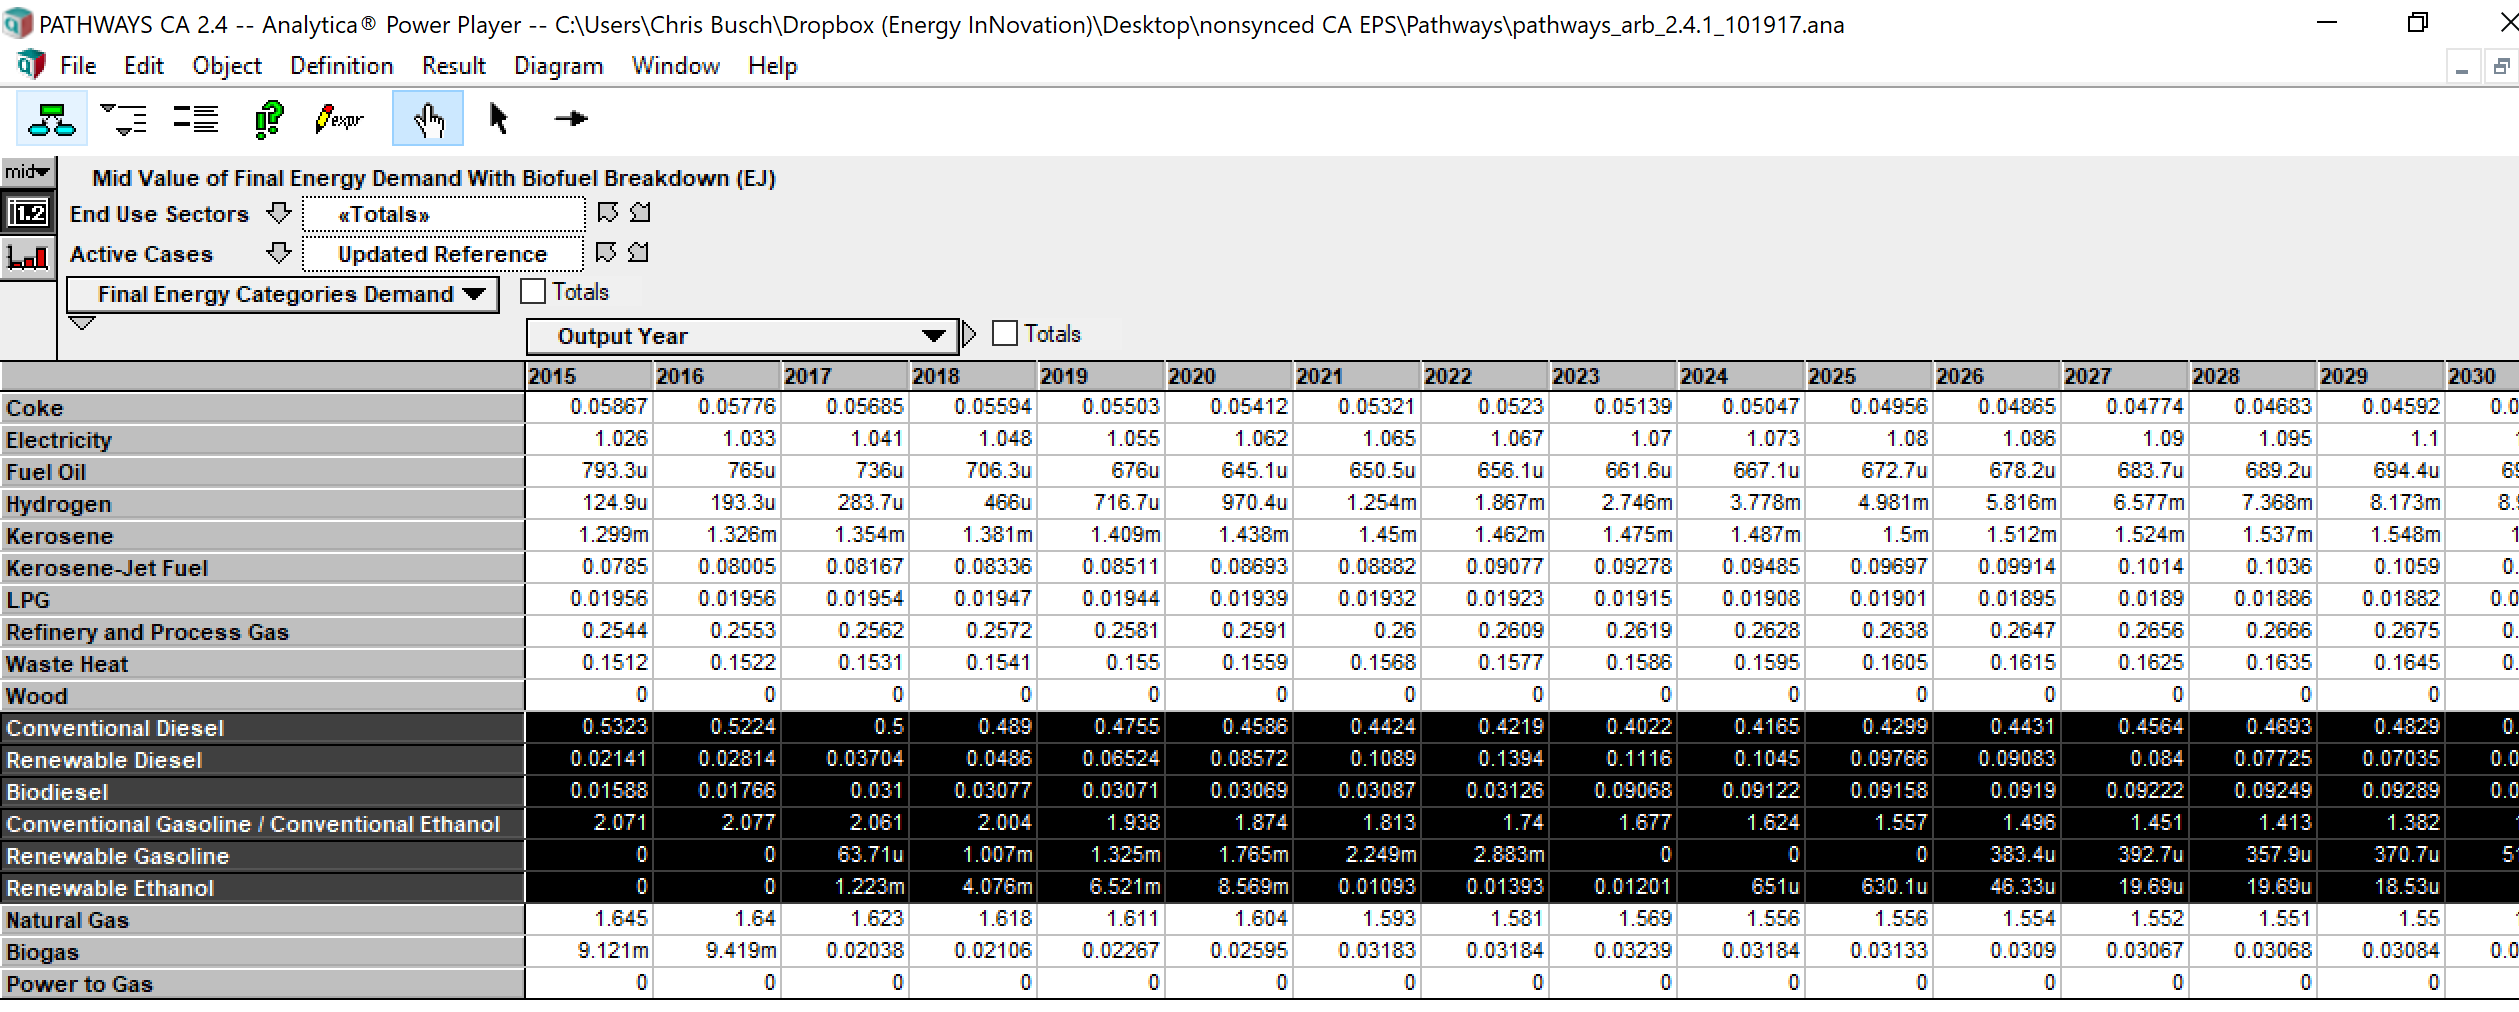 PATHWAYS CA 2.4 -- Analytica® Power Player -- C:\Users\Chris Busch\Dropbox (Energy InNovation)\Desktop\nonsynced CA EPS\Pathways\pathways_arb_2.4.1_101917.ana
File Edit Object Definition Result Diagram Window Help
expr
mid Mid Value of Final Energy Demand With Biofuel Breakdown (EJ)
1.2 End Use Sectors «Totals»
Active Cases Updated Reference
Final Energy Categories Demand Totals
Output Year Totals
2015 2016 2017 2018 2019 2020 2021 2022 2023 2024 2025 2026 2027 2028 2029 2030
Coke 0.05867 0.05776 0.05685 0.05594 0.05503 0.05412 0.05321 0.0523 0.05139 0.05047 0.04956 0.04865 0.04774 0.04683 0.04592 0.0
Electricity 1.026 1.033 1.041 1.048 1.055 1.062 1.065 1.067 1.07 1.073 1.08 1.086 1.09 1.095 1.1
Fuel Oil 793.3u 765u 736u 706.3u 676u 645.1u 650.5u 656.1u 661.6u 667.1u 672.7u 678.2u 683.7u 689.2u 694.4u 69
Hydrogen 124.9u 193.3u 283.7u 466u 716.7u 970.4u 1.254m 1.867m 2.746m 3.778m 4.981m 5.816m 6.577m 7.368m 8.173m 8.9
Kerosene 1.299m 1.326m 1.354m 1.381m 1.409m 1.438m 1.45m 1.462m 1.475m 1.487m 1.5m 1.512m 1.524m 1.537m 1.548m 1
Kerosene-Jet Fuel 0.0785 0.08005 0.08167 0.08336 0.08511 0.08693 0.08882 0.09077 0.09278 0.09485 0.09697 0.09914 0.1014 0.1036 0.1059 0.
LPG 0.01956 0.01956 0.01954 0.01947 0.01944 0.01939 0.01932 0.01923 0.01915 0.01908 0.01901 0.01895 0.0189 0.01886 0.01882 0.0
Refinery and Process Gas 0.2544 0.2553 0.2562 0.2572 0.2581 0.2591 0.26 0.2609 0.2619 0.2628 0.2638 0.2647 0.2656 0.2666 0.2675 0.
Waste Heat 0.1512 0.1522 0.1531 0.1541 0.155 0.1559 0.1568 0.1577 0.1586 0.1595 0.1605 0.1615 0.1625 0.1635 0.1645 0.
Wood 0 0 0 0 0 0 0 0 0 0 0 0 0 0 0
Conventional Diesel 0.5323 0.5224 0.5 0.489 0.4755 0.4586 0.4424 0.4219 0.4022 0.4165 0.4299 0.4431 0.4564 0.4693 0.4829 0.
Renewable Diesel 0.02141 0.02814 0.03704 0.0486 0.06524 0.08572 0.1089 0.1394 0.1116 0.1045 0.09766 0.09083 0.084 0.07725 0.07035 0.0
Biodiesel 0.01588 0.01766 0.031 0.03077 0.03071 0.03069 0.03087 0.03126 0.09068 0.09122 0.09158 0.0919 0.09222 0.09249 0.09289 0.0
Conventional Gasoline / Conventional Ethanol 2.071 2.077 2.061 2.004 1.938 1.874 1.813 1.74 1.677 1.624 1.557 1.496 1.451 1.413 1.382
Renewable Gasoline 0 0 63.71u 1.007m 1.325m 1.765m 2.249m 2.883m 0 0 0 383.4u 392.7u 357.9u 370.7u 5
Renewable Ethanol 0 0 1.223m 4.076m 6.521m 8.569m 0.01093 0.01393 0.01201 651u 630.1u 46.33u 19.69u 19.69u 18.53u
Natural Gas 1.645 1.64 1.623 1.618 1.611 1.604 1.593 1.581 1.569 1.556 1.556 1.554 1.552 1.551 1.55
Biogas 9.121m 9.419m 0.02038 0.02106 0.02267 0.02595 0.03183 0.03184 0.03239 0.03184 0.03133 0.0309 0.03067 0.03068 0.03084 0.0
Power to Gas 0 0 0 0 0 0 0 0 0 0 0 0 0 0 0